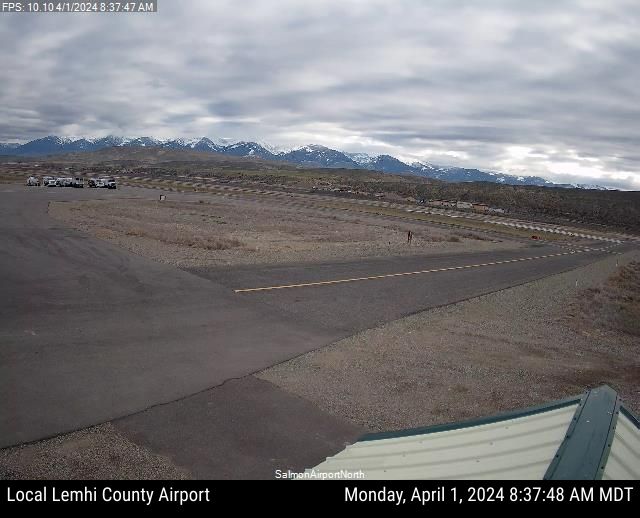 FPS: 10.10 4/1/2024 8:37:47 AM
SalmonAirportNorth
Local Lemhi County Airport Monday, April 1, 2024 8:37:48 AM MDT